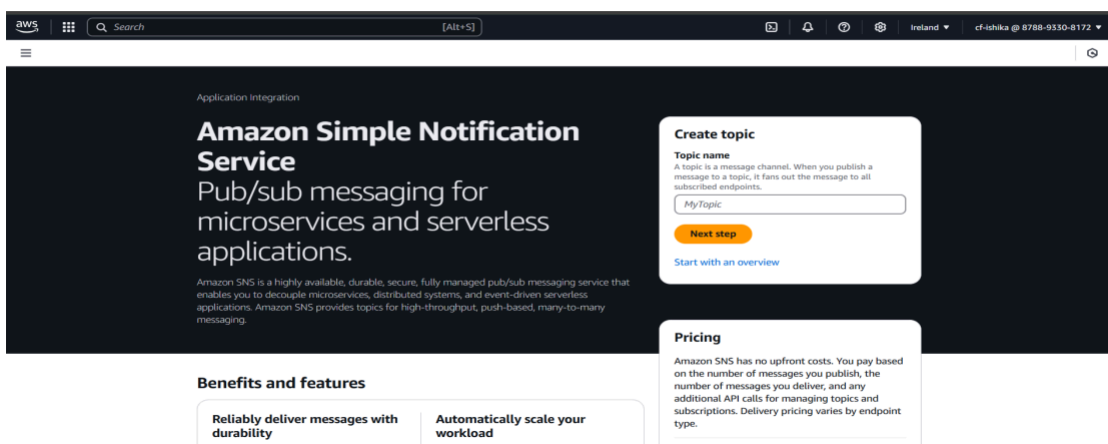 aws
Search [Alt+S]
Ireland ▼
cf-ishika @ 8788-9330-8172 ▼
Application Integration
Amazon Simple Notification
Service
Pub/sub messaging for
microservices and serverless
applications.
Amazon SNS is a highly available, durable, secure, fully managed pub/sub messaging service that
enables you to decouple microservices, distributed systems, and event-driven serverless
applications. Amazon SNS provides topics for high-throughput, push-based, many-to-many
messaging.
Create topic
Topic name
A topic is a message channel. When you publish a
message to a topic, it fans out the message to all
subscribed endpoints.
MyTopic
Next step
Start with an overview
Pricing
Amazon SNS has no upfront costs. You pay based
on the number of messages you publish, the
number of messages you deliver, and any
additional API calls for managing topics and
subscriptions. Delivery pricing varies by endpoint
type.
Benefits and features
Reliably deliver messages with
durability
Automatically scale your
workload